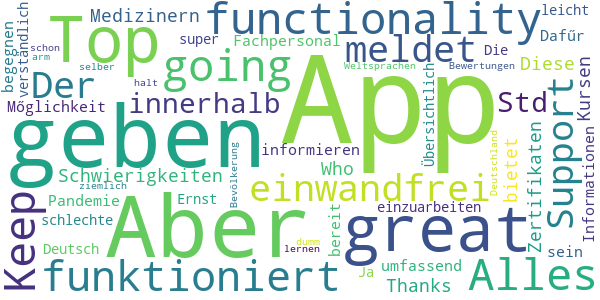 begegnen
verständlich
schon
arm
Medizinern
Top
selber
super
functionality
leicht
Die
Dafür
Fachpersonal
going
Weltsprachen
meldet
Bewertungen
Diese
Kursen
Der
halt
Möglichkeit
innerhalb
App
Übersichtlich
Std
Support
geben
Keep
Schwierigkeiten
ziemlich
Pandemie
schlechte
Deutsch
Aber
Bevölkerung
Ernst
informieren
Who
einwandfrei
Deutschland
bietet
Zertifikaten
Informationen
einzuarbeiten
great
lernen
dumm
bereit
Ja
umfassend
sein
funktioniert
Thanks
Alles